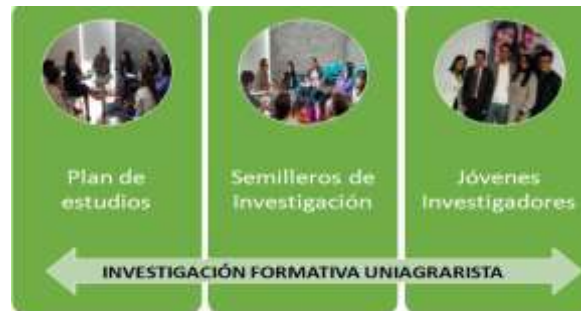 Plan de
estudios
Semilleros de
Investigación
Jóvenes
Investigadores
INVESTIGACIÓN FORMATIVA UNIAGRARISTA